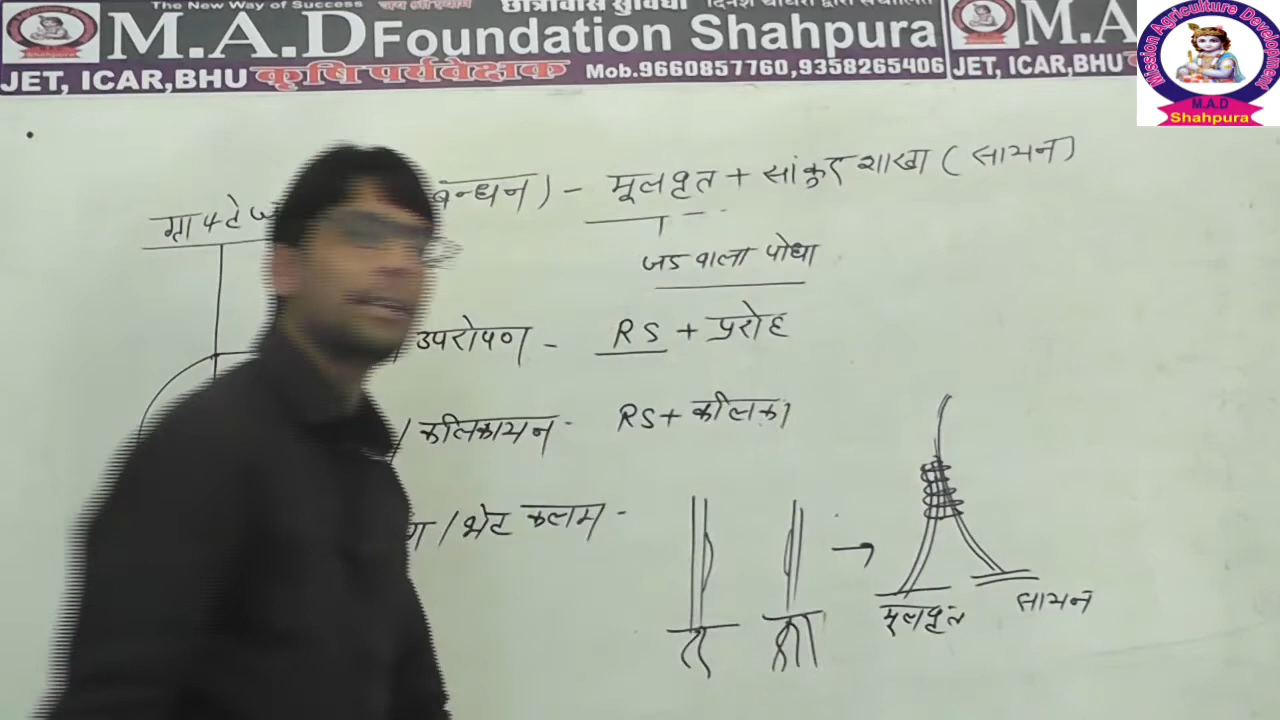 The New Way of Success जय श्री श्याम छात्रावास सुविधा
M.A.D Foundation Shahpura
JET, ICAR, BHU कृषि पर्यवेक्षक Mob.9660857760,9358265406
M.A
JET, ICAR, BHU
Mission Agriculture Development
M.A.D
Shahpura
बन्धन) - मूलवृत + सांकुर शाखा (सायन)
जड वाला पोधा
उपरोपण - RS + प्ररोह
/ कलिकायन - RS + कलिका
/ भेट कलम -
मूलवृत
सायन